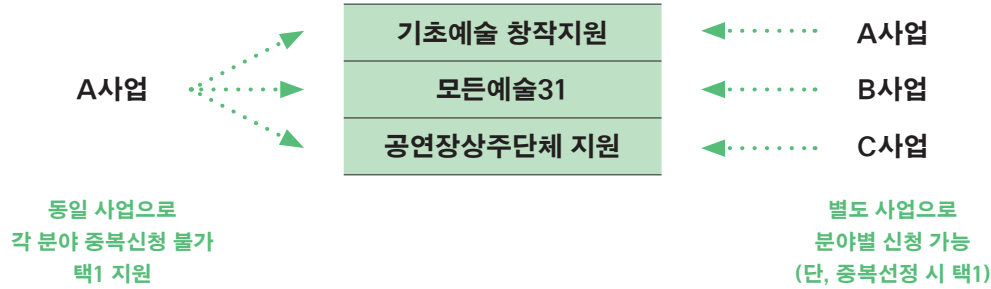 기초예술 창작지원
A사업
A사업
모든예술31
B사업
공연장상주단체 지원
C사업
동일 사업으로
각 분야 중복신청 불가
택1 지원
별도 사업으로
분야별 신청 가능
(단, 중복선정 시 택1)